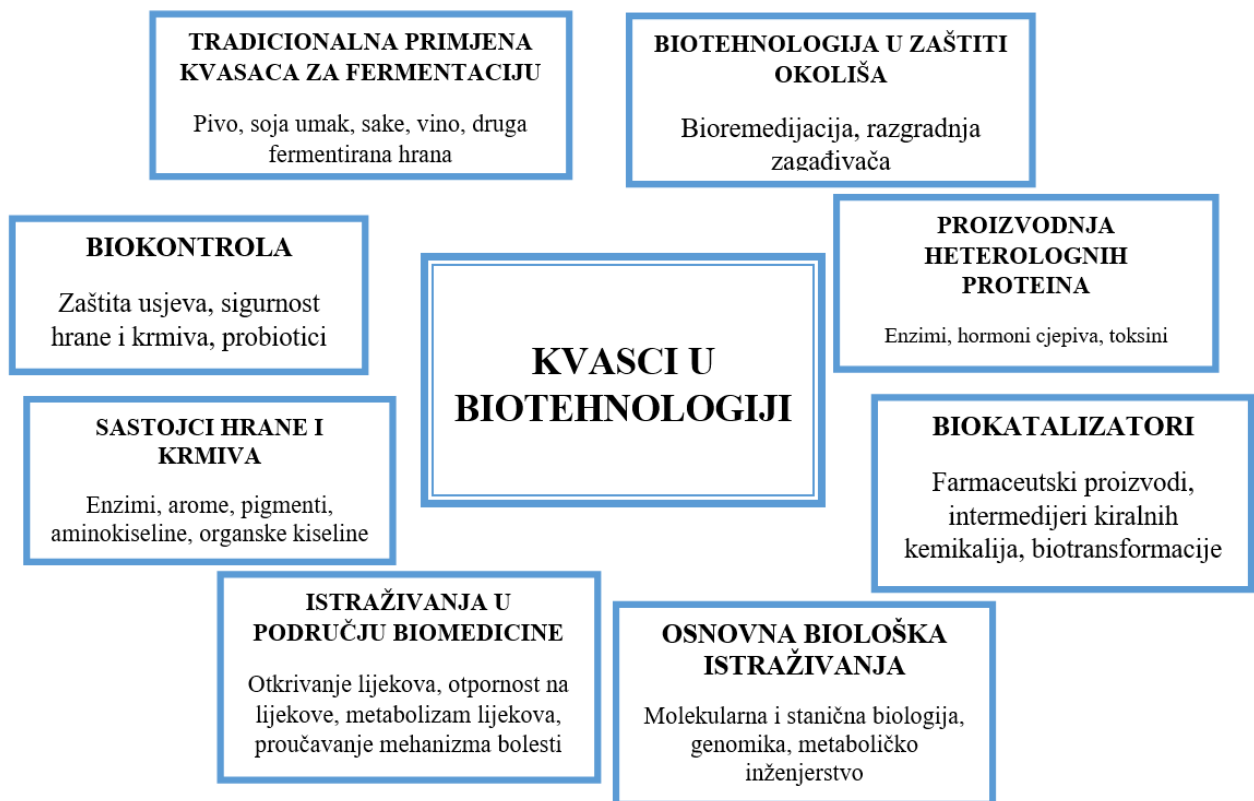 TRADICIONALNA PRIMJENA
KVASACA ZA FERMENTACIJU
Pivo, soja umak, sake, vino, druga
fermentirana hrana
BIOTEHNOLOGIJA U ZAŠTITI
OKOLIŠA
Bioremedijacija, razgradnja
zagađivača
BIOKONTROLA
Zaštita usjeva, sigurnost
hrane i krmiva, probiotici
PROIZVODNJA
HETEROLOGNIH
PROTEINA
Enzimi, hormoni cjepiva, toksini
KVASCI U
BIOTEHNOLOGIJI
SASTOJCI HRANE I
KRMIVA
Enzimi, arome, pigmenti,
aminokiseline, organske kiseline
BIOKATALIZATORI
Farmaceutski proizvodi,
intermedijeri kiralnih
kemikalija, biotransformacije
ISTRAŽIVANJA U
PODRUČJU BIOMEDICINE
Otkrivanje lijekova, otpornost na
lijekove, metabolizam lijekova,
proučavanje mehanizma bolesti
OSNOVNA BIOLOŠKA
ISTRAŽIVANJA
Molekularna i stanična biologija,
genomika, metaboličko
inženjerstvo